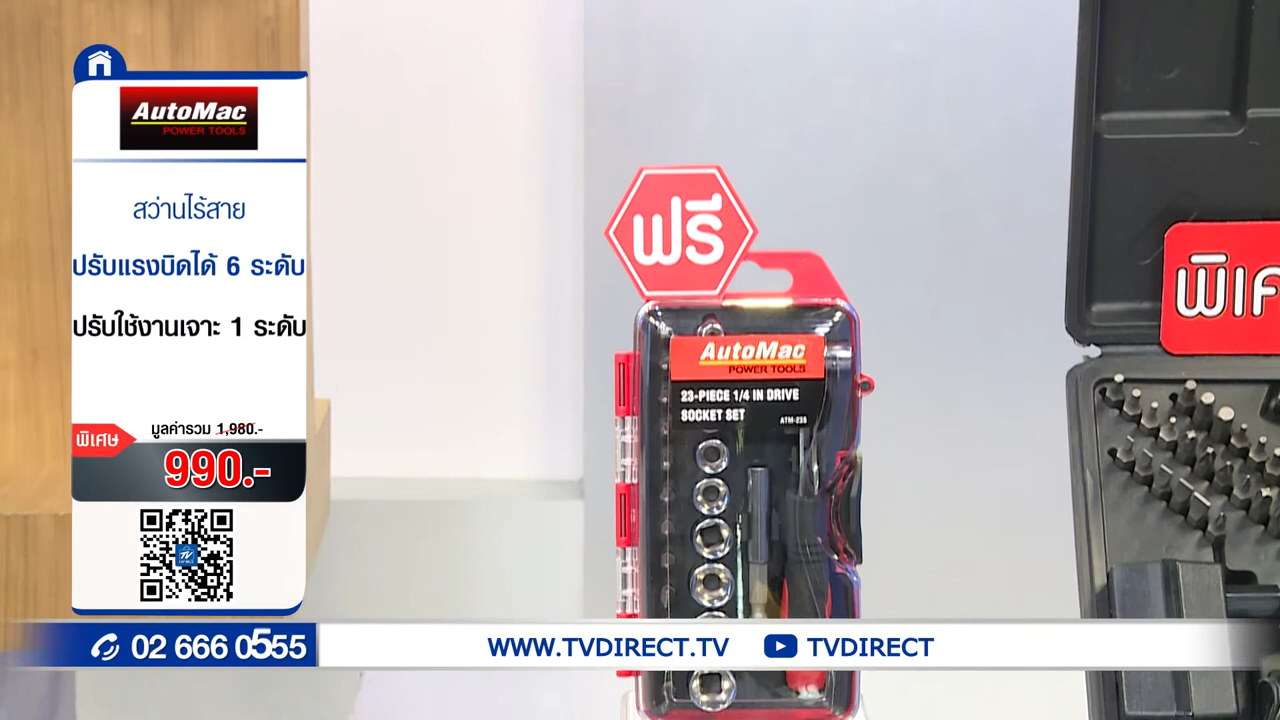 AutoMac
POWER TOOLS
สว่านไร้สาย
ปรับแรงบิดได้ 6 ระดับ
ปรับใช้งานเจาะ 1 ระดับ
พิเศษ
มูลค่ารวม 1,980.-
990.-
TV
ฟรี
AutoMac
POWER TOOLS
23-PIECE 1/4 IN DRIVE
SOCKET SET
02 666 0555
WWW.TVDIRECT.TV
TVDIRECT